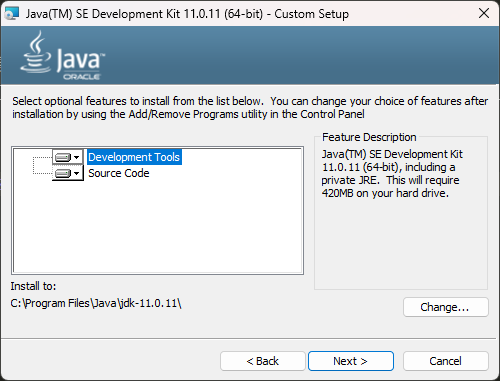 Java(TM) SE Development Kit 11.0.11 (64-bit) - Custom Setup
Java
ORACLE
Select optional features to install from the list below. You can change your choice of features after
installation by using the Add/Remove Programs utility in the Control Panel
Development Tools
Source Code
Feature Description
Java(TM) SE Development Kit
11.0.11 (64-bit), including a
private JRE. This will require
420MB on your hard drive.
Install to:
C:\Program Files\Java\jdk-11.0.11\
Change...
< Back
Next >
Cancel